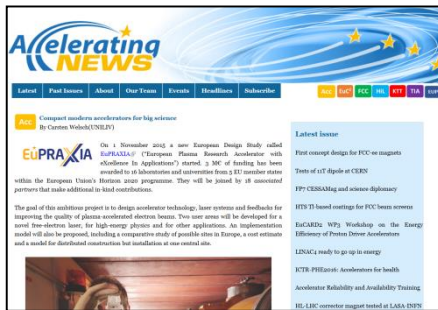 Accelerating
NEWS
Latest Past Issues About Our Team Events Headlines Subscribe
Acc EuC² FCC HIL KTT TIA EUP
Acc Compact modern accelerators for big science
By Carsten Welsch(UNILIV)
EuPRAXIA
On 1 November 2015 a new European Design Study called
EuPRAXIA ("European Plasma Research Accelerator with
eXcellence In Applications") started. 3 M€ of funding has been
awarded to 16 laboratories and universities from 5 EU member states
within the European Union's Horizon 2020 programme. They will be joined by 18 associated
partners that make additional in-kind contributions.
The goal of this ambitious project is to design accelerator technology, laser systems and feedbacks for
improving the quality of plasma-accelerated electron beams. Two user areas will be developed for a
novel free-electron laser, for high-energy physics and for other applications. An implementation
model will also be proposed, including a comparative study of possible sites in Europe, a cost estimate
and a model for distributed construction but installation at one central site.
Latest issue
First concept design for FCC-ee magnets
Tests of 11T dipole at CERN
FP7 CESSAMag and science diplomacy
HTS Tl-based coatings for FCC beam screens
EuCARD2 WP3 Workshop on the Energy
Efficiency of Proton Driver Accelerators
LINAC4 ready to go up in energy
ICTR-PHE2016: Accelerators for health
Accelerator Reliability and Availability Training
HL-LHC corrector magnet tested at LASA-INFN